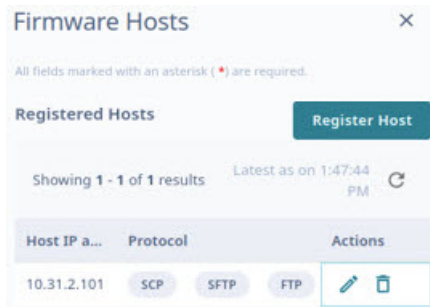 Firmware Hosts
All fields marked with an asterisk ( *) are required.
Registered Hosts
Register Host
Showing 1 - 1 of 1 results
Latest as on 1:47:44
PM
Host IP a... Protocol Actions
10.31.2.101 SCP SFTP FTP